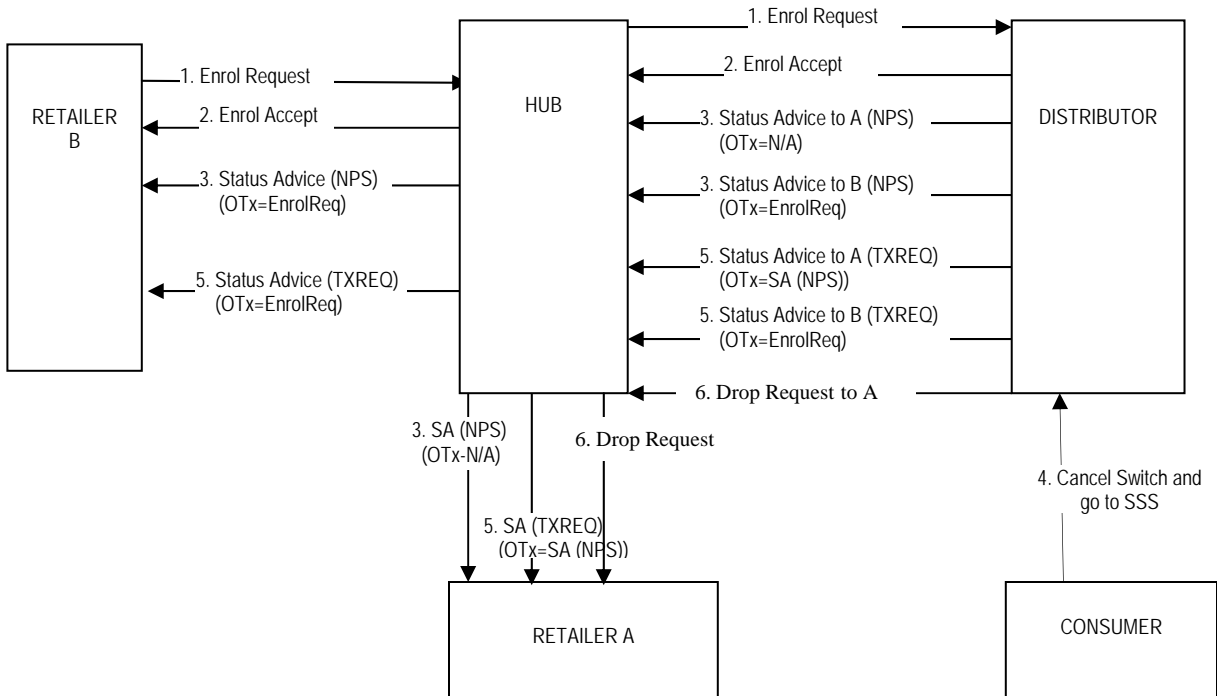 1. Enrol Request
1. Enrol Request
2. Enrol Accept
HUB
RETAILER
B
2. Enrol Accept
3. Status Advice to A (NPS)
(OTx=N/A)
DISTRIBUTOR
3. Status Advice (NPS)
(OTx=EnrolReq)
3. Status Advice to B (NPS)
(OTx=EnrolReq)
5. Status Advice (TXREQ)
(OTx=EnrolReq)
5. Status Advice to A (TXREQ)
(OTx=SA (NPS))
5. Status Advice to B (TXREQ)
(OTx=EnrolReq)
6. Drop Request to A
3. SA (NPS)
(OTx-N/A)
6. Drop Request
4. Cancel Switch and
go to SSS
5. SA (TXREQ)
(OTx=SA (NPS))
RETAILER A
CONSUMER